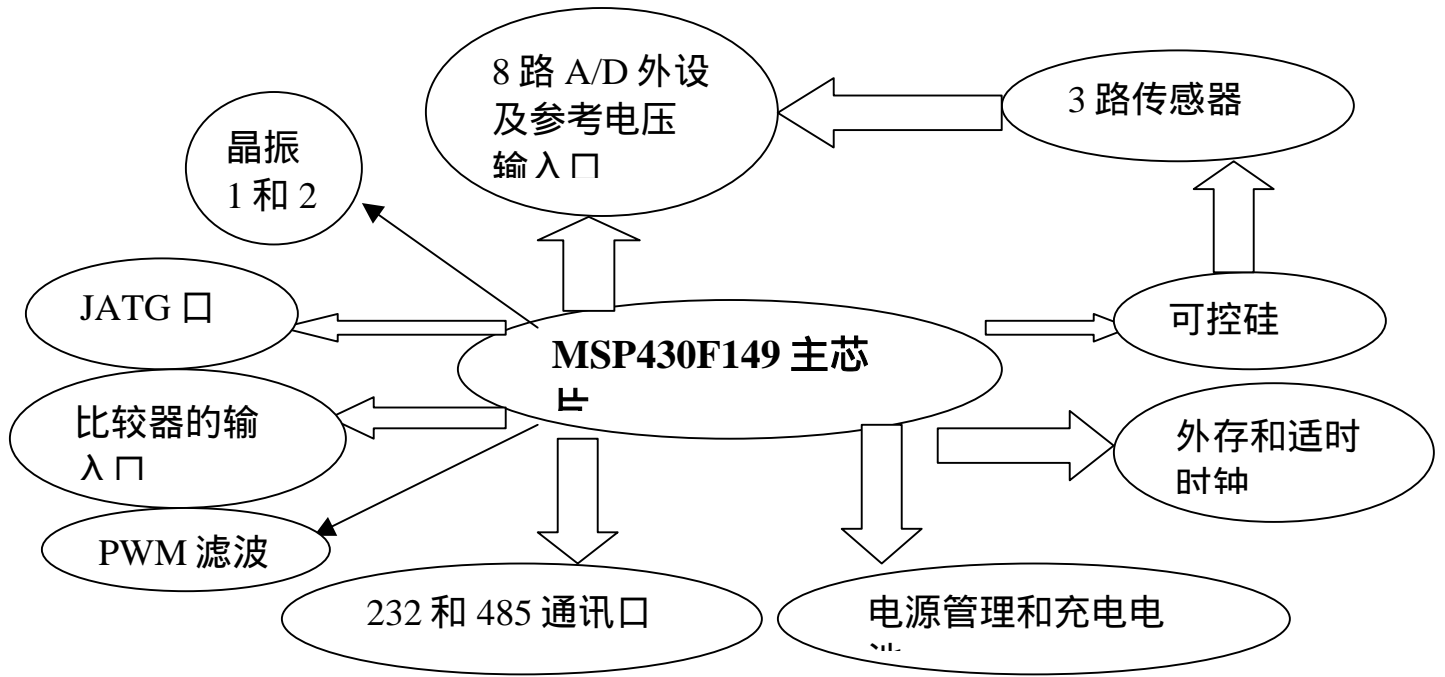 8 路 A/D 外设
及参考电压
输入口
3 路传感器
晶振
1 和 2
JATG 口
可控硅
MSP430F149 主芯
片
比较器的输
入口
外存和适时
时钟
PWM 滤波
232 和 485 通讯口
电源管理和充电电